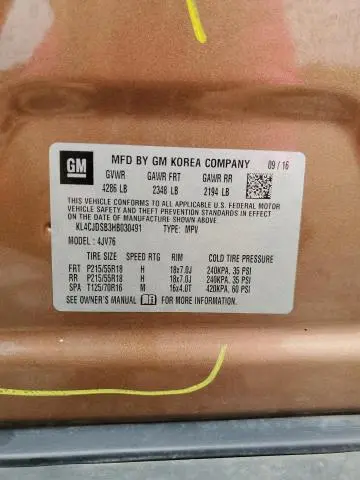 GM
MFD BY GM KOREA COMPANY 09/16
GVWR GAWR FRT GAWR RR
4286 LB 2348 LB 2194 LB
THIS VEHICLE CONFORMS TO ALL APPLICABLE U.S. FEDERAL MOTOR
VEHICLE SAFETY, BUMPER, AND THEFT PREVENTION STANDARDS IN
EFFECT ON THE DATE OF MANUFACTURE SHOWN ABOVE.
KL4CJDSB3HB030491 TYPE: MPV
MODEL : 4JV76
TIRE SIZE SPEED RTG RIM COLD TIRE PRESSURE
FRT P215/55R18 H 18x7.0J 240KPA, 35 PSI
RR P215/55R18 H 18x7.0J 240KPA, 35 PSI
SPA T125/70R16 M 16x4.0T 420KPA, 60 PSI
SEE OWNER'S MANUAL FOR ADDITIONAL INFORMATION.